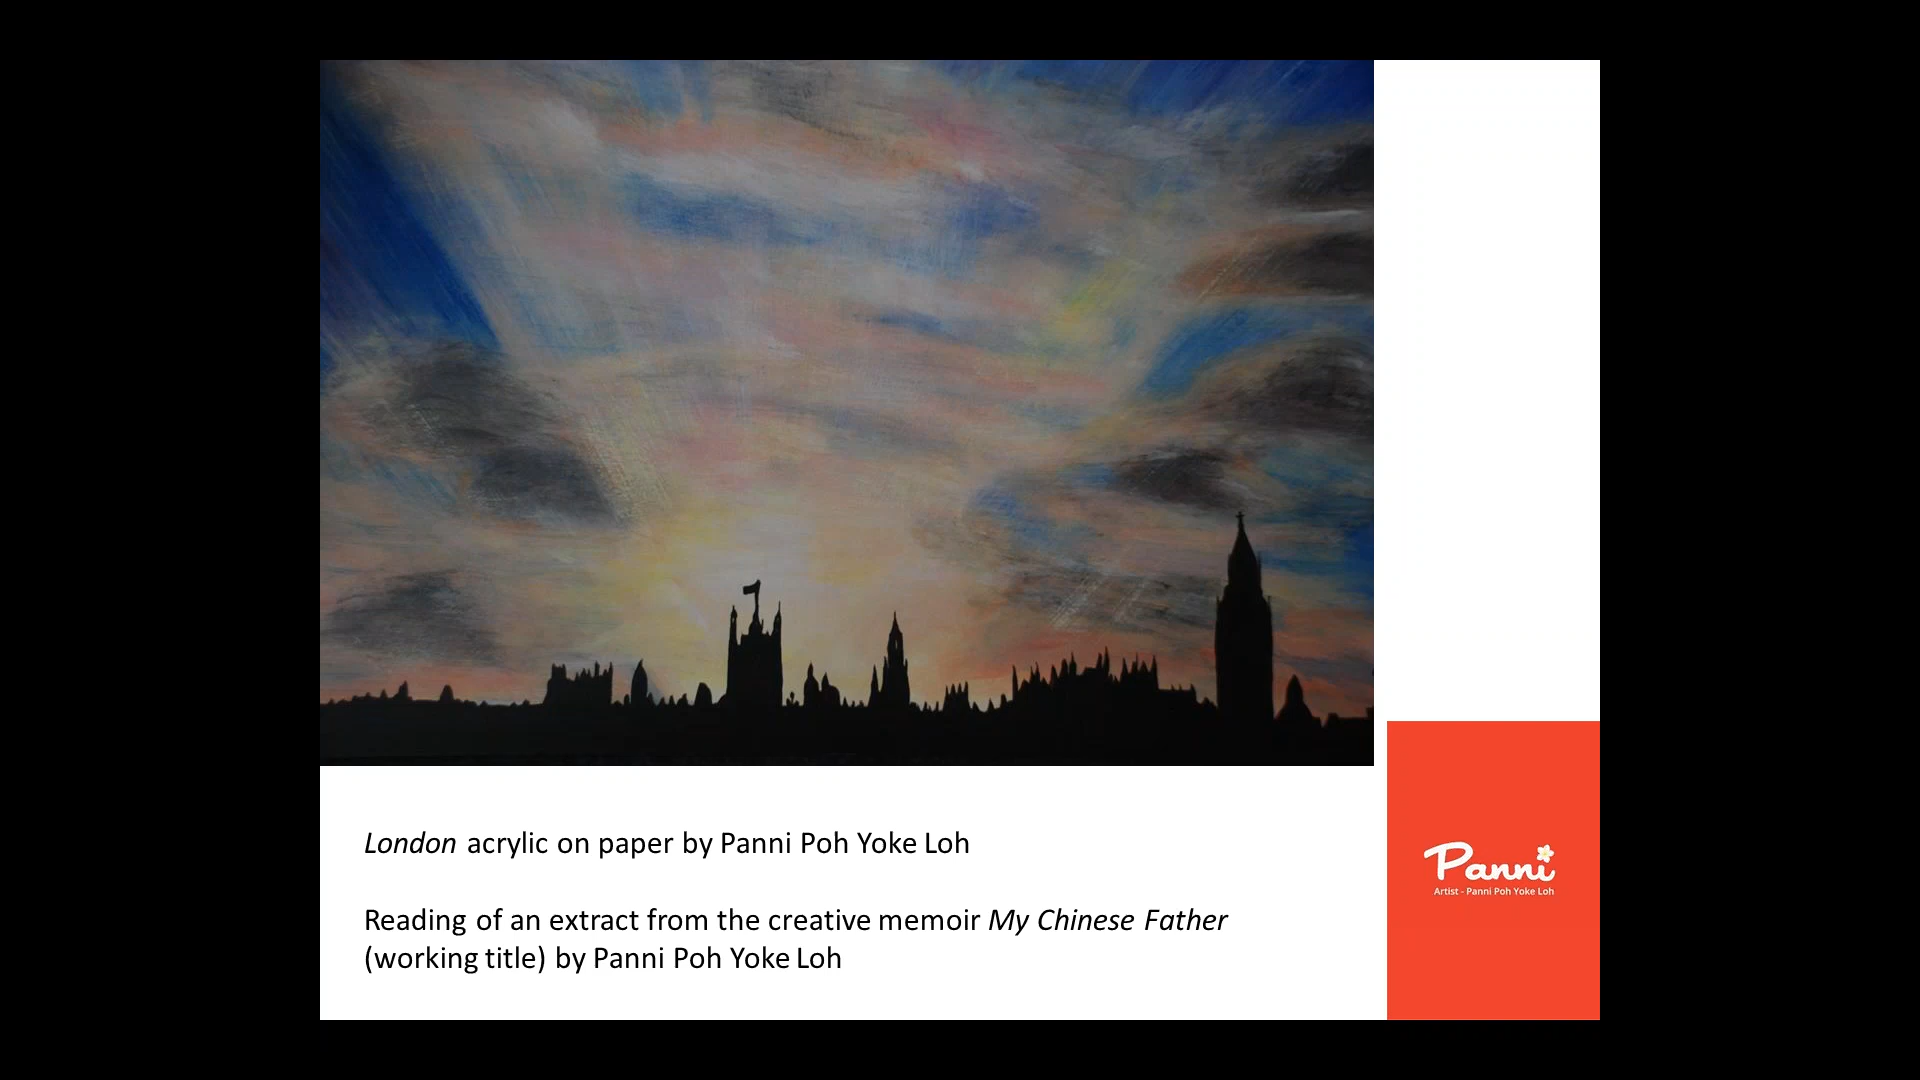 London acrylic on paper by Panni Poh Yoke Loh
Reading of an extract from the creative memoir My Chinese Father
(working title) by Panni Poh Yoke Loh
Panni
Artist - Panni Poh Yoke Loh